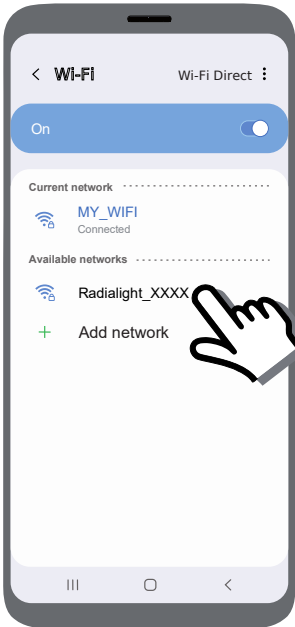 Wi-Fi Wi-Fi Direct
On
Current network
MY_WIFI
Connected
Available networks
Radialight_XXXX
Add network